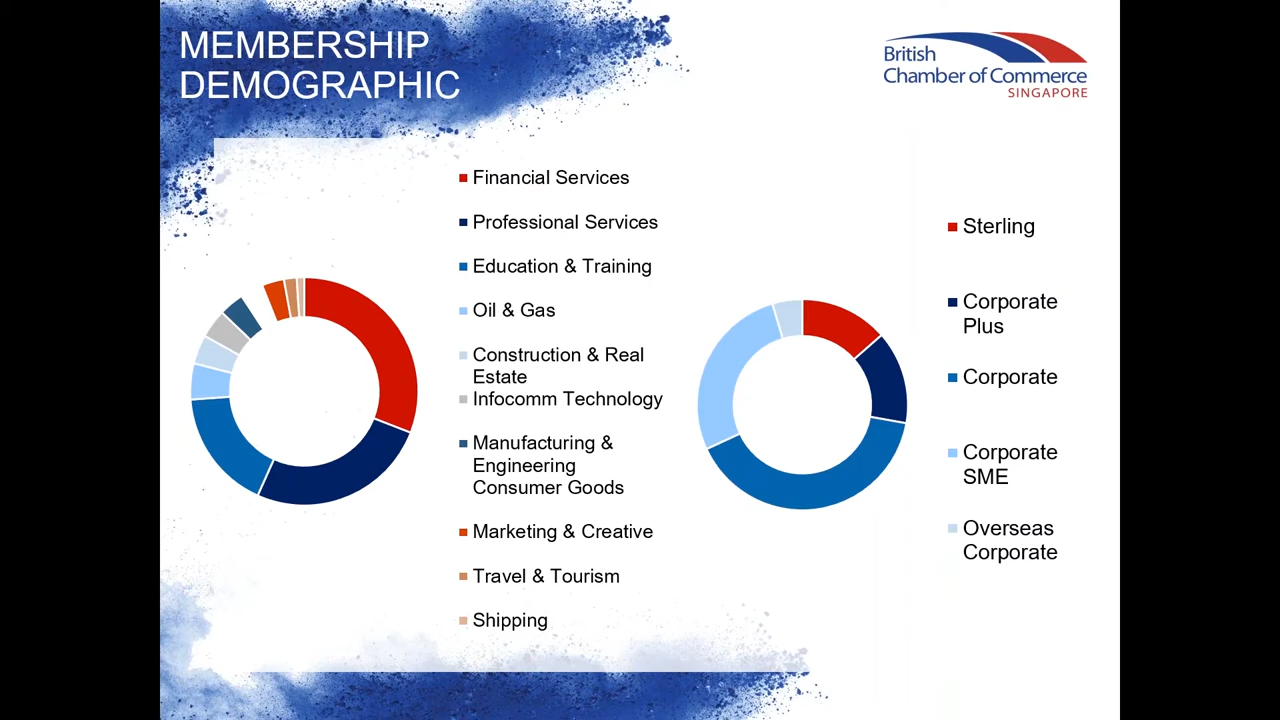 MEMBERSHIP
DEMOGRAPHIC
British
Chamber of Commerce
SINGAPORE
Financial Services
Professional Services
Education & Training
Oil & Gas
Construction & Real
Estate
Infocomm Technology
Manufacturing &
Engineering
Consumer Goods
Marketing & Creative
Travel & Tourism
Shipping
Sterling
Corporate
Plus
Corporate
Corporate
SME
Overseas
Corporate